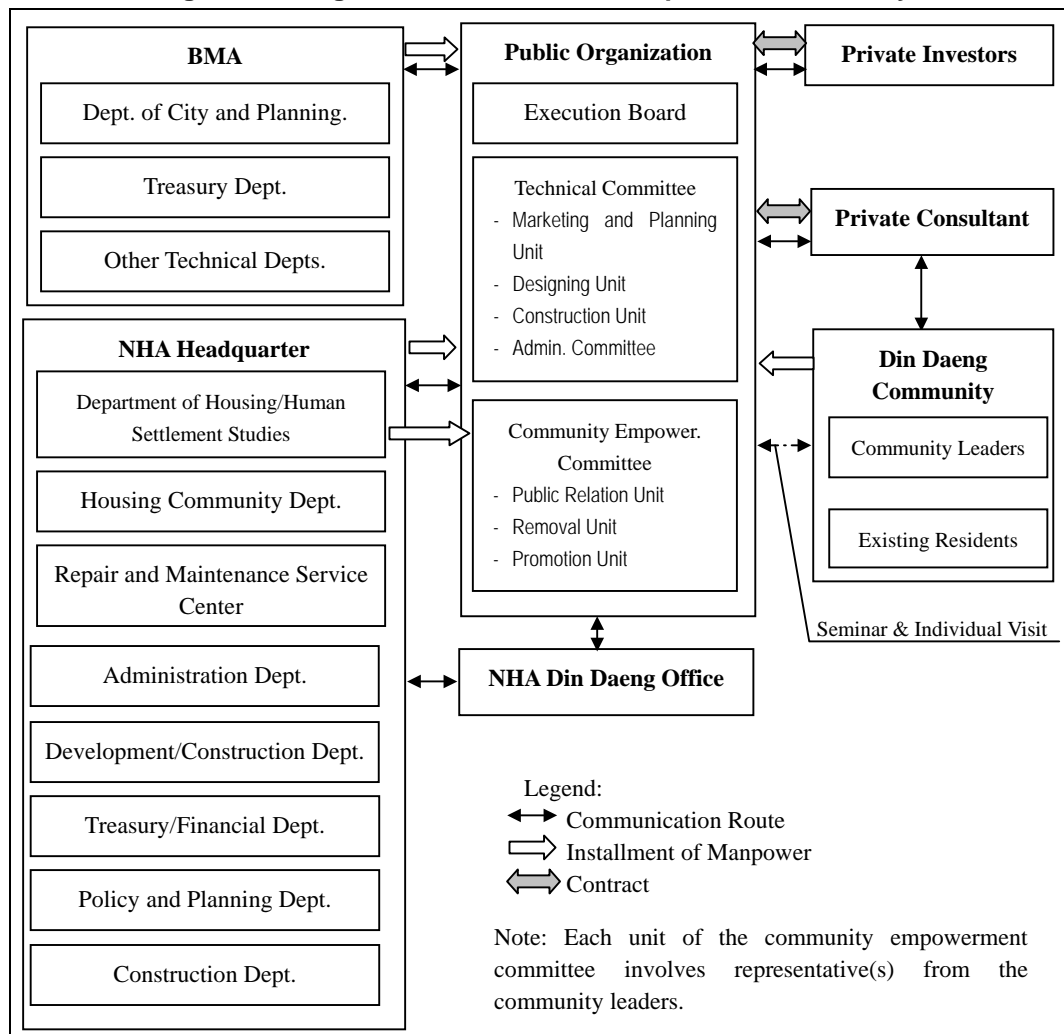 BMA
Dept. of City and Planning.
Treasury Dept.
Other Technical Depts.
NHA Headquarter
Department of Housing/Human
Settlement Studies
Housing Community Dept.
Repair and Maintenance Service
Center
Administration Dept.
Development/Construction Dept.
Treasury/Financial Dept.
Policy and Planning Dept.
Construction Dept.
Public Organization
Execution Board
Technical Committee
- Marketing and Planning
Unit
- Designing Unit
- Construction Unit
- Admin. Committee
Community Empower.
Committee
- Public Relation Unit
- Removal Unit
- Promotion Unit
NHA Din Daeng Office
Private Investors
Private Consultant
Din Daeng
Community
Community Leaders
Existing Residents
Seminar & Individual Visit
Legend:
Communication Route
Installment of Manpower
Contract
Note: Each unit of the community empowerment
committee involves representative(s) from the
community leaders.